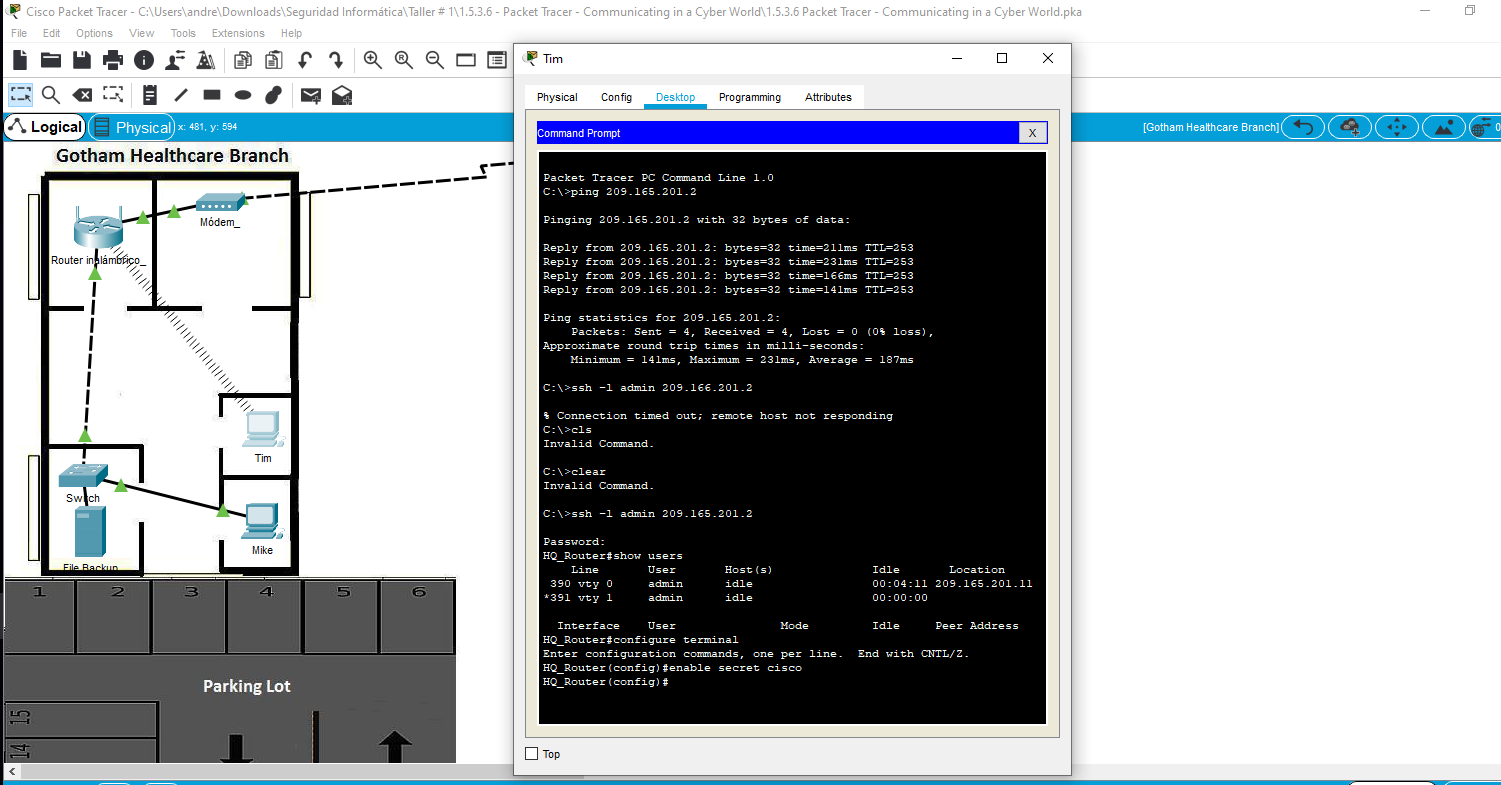 Cisco Packet Tracer - C:\Users\andre\Downloads\Seguridad Informática\Taller # 1\1.5.3.6 - Packet Tracer - Communicating in a Cyber World\1.5.3.6 Packet Tracer - Communicating in a Cyber World.pka
File Edit Options View Tools Extensions Help
Logical
Physical
x: 481, y: 594
[Gotham Healthcare Branch]
Gotham Healthcare Branch
Módem_
Router inalámbrico_
Tim
Switch
Mike
File Backup
1 2 3 4 5 6
Parking Lot
15
14
Tim
Physical Config Desktop Programming Attributes
Command Prompt
X
Packet Tracer PC Command Line 1.0
C:\>ping 209.165.201.2
Pinging 209.165.201.2 with 32 bytes of data:
Reply from 209.165.201.2: bytes=32 time=211ms TTL=253
Reply from 209.165.201.2: bytes=32 time=231ms TTL=253
Reply from 209.165.201.2: bytes=32 time=166ms TTL=253
Reply from 209.165.201.2: bytes=32 time=141ms TTL=253
Ping statistics for 209.165.201.2:
Packets: Sent = 4, Received = 4, Lost = 0 (0% loss),
Approximate round trip times in milli-seconds:
Minimum = 141ms, Maximum = 231ms, Average = 187ms
C:\>ssh -l admin 209.166.201.2
% Connection timed out; remote host not responding
C:\>cls
Invalid Command.
C:\>clear
Invalid Command.
C:\>ssh -l admin 209.165.201.2
Password:
HQ_Router#show users
Line User Host(s) Idle Location
390 vty 0 admin idle 00:04:11 209.165.201.11
*391 vty 1 admin idle 00:00:00
Interface User Mode Idle Peer Address
HQ_Router#configure terminal
Enter configuration commands, one per line. End with CNTL/Z.
HQ_Router(config)#enable secret cisco
HQ_Router(config)#
Top